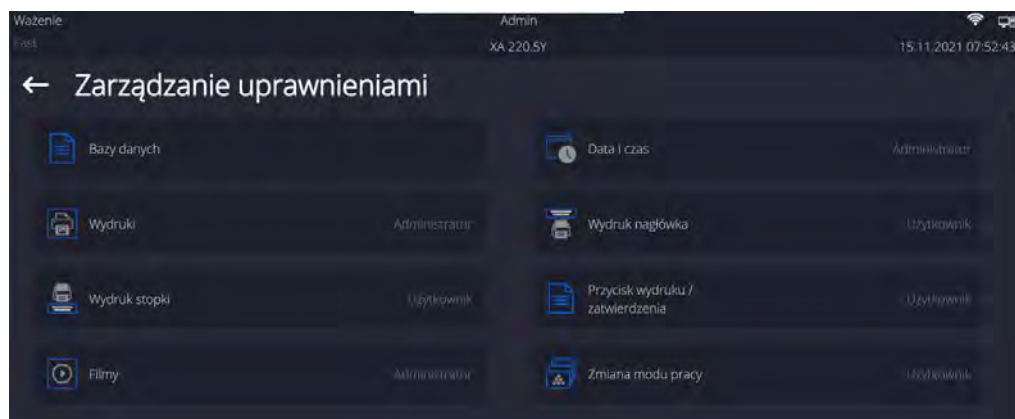 Ważenie
Admin
Fast
XA 220.5Y
15.11.2021 07:52:43
Zarządzanie uprawnieniami
Bazy danych
Data i czas
Administrator
Wydruki
Administrator
Wydruk nagłówka
Użytkownik
Wydruk stopki
Użytkownik
Przycisk wydruku /
zatwierdzenia
Użytkownik
Filmy
Administrator
Zmiana modu pracy
Użytkownik